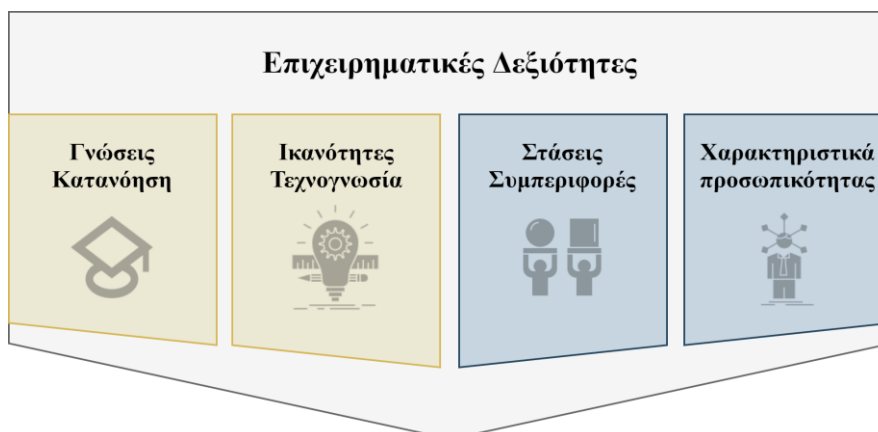 Επιχειρηματικές Δεξιότητες
Γνώσεις
Κατανόηση
Ικανότητες
Τεχνογνωσία
Στάσεις
Συμπεριφορές
Χαρακτηριστικά
προσωπικότητας